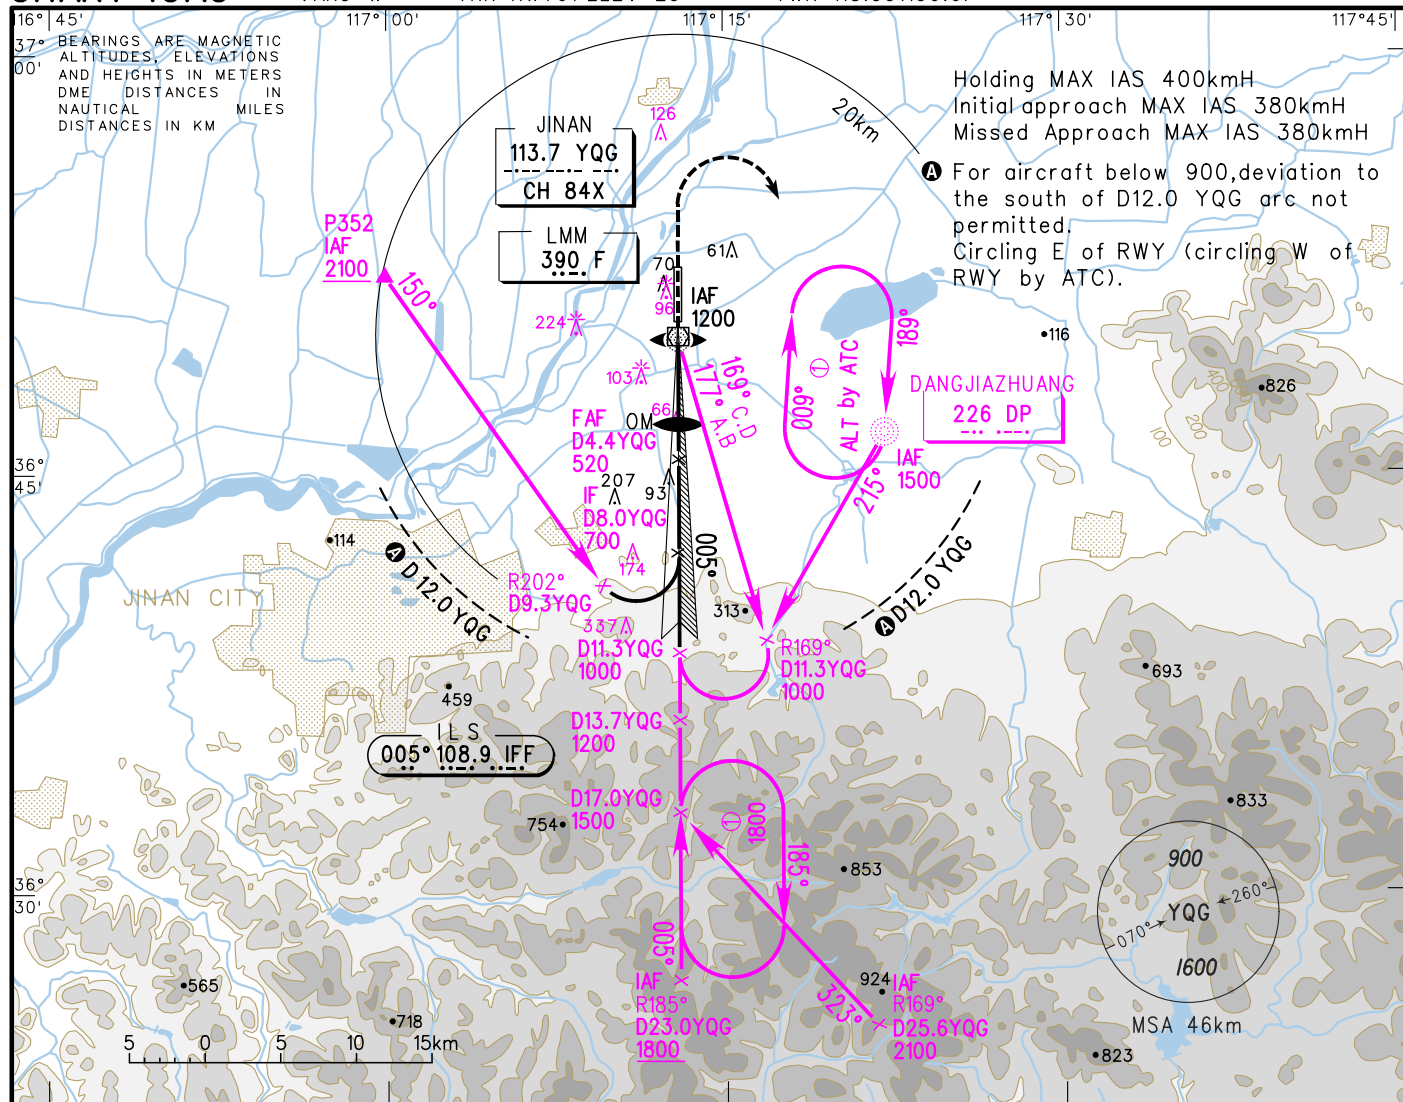 116° 45'
117° 00'
117° 15'
117° 30'
117° 45'
37°
00'
BEARINGS ARE MAGNETIC
ALTITUDES, ELEVATIONS
AND HEIGHTS IN METERS
DME DISTANCES IN
NAUTICAL MILES
DISTANCES IN KM
Holding MAX IAS 400kmH
Initial approach MAX IAS 380kmH
Missed Approach MAX IAS 380kmH
A For aircraft below 900,deviation to
the south of D12.0 YQG arc not
permitted.
Circling E of RWY (circling W of
RWY by ATC).
20km
126
JINAN
113.7 YQG
CH 84X
LMM
390 F
P352
IAF
2100
150°
61
70
96
IAF
1200
224
103
66
169° C.D
177° A.B
009°
① ALT by ATC
189°
116
826
400
200
100
DANGJIAZHUANG
226 DP
IAF
1500
215°
FAF
D4.4YQG
520
OM
207
93
IF
D8.0YQG
700
174
005°
36°
45'
114
A D12.0 YQG
A D12.0 YQG
JINAN CITY
R202°
D9.3YQG
313
337
D11.3YQG
1000
R169°
D11.3YQG
1000
693
459
D13.7YQG
1200
ILS
005° 108.9 IFF
D17.0YQG
1500
① 1800
185°
754
853
833
36°
30'
900
YQG
260°
070°
1600
MSA 46km
005°
IAF
R185°
D23.0YQG
1800
323°
924
IAF
R169°
D25.6YQG
2100
565
718
823
5 0 5 10 15km